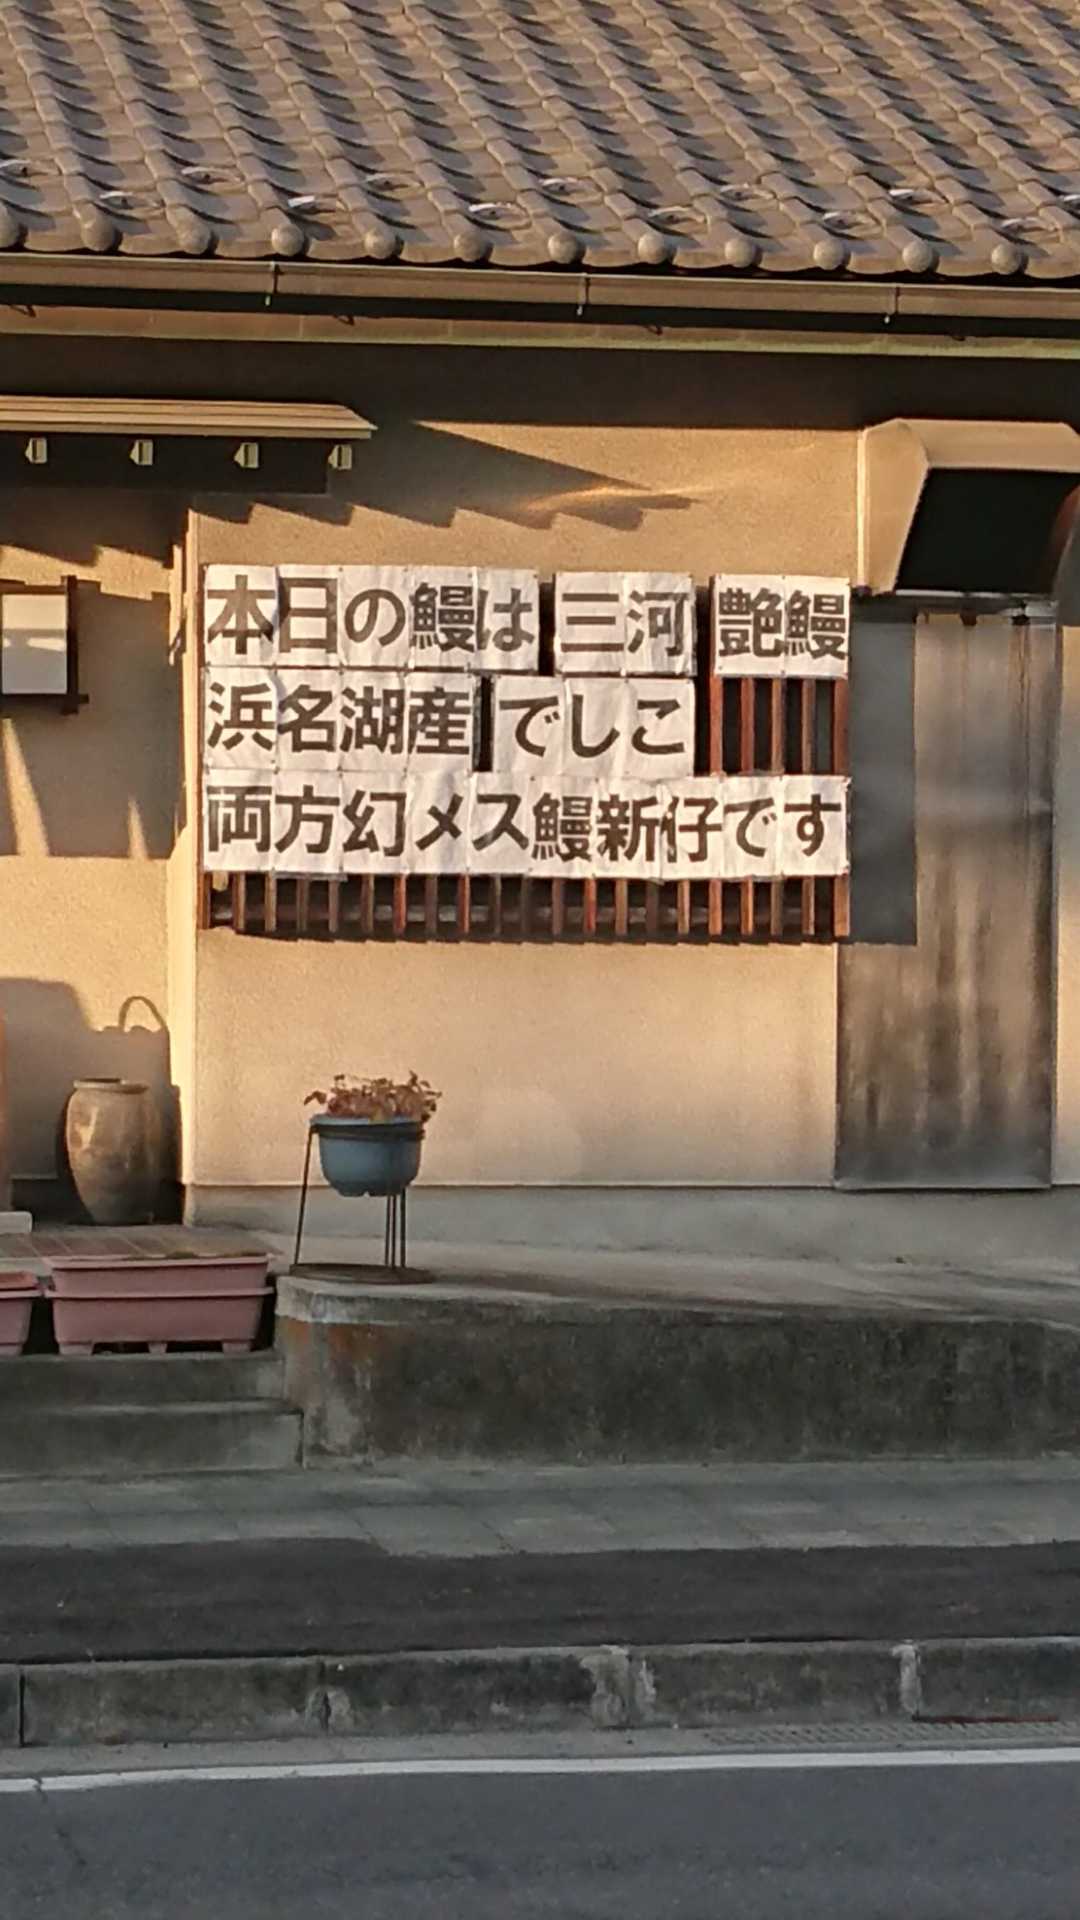 本日の鰻は 三河 艶鰻
浜名湖産 でしこ
両方幻メス鰻新仔です